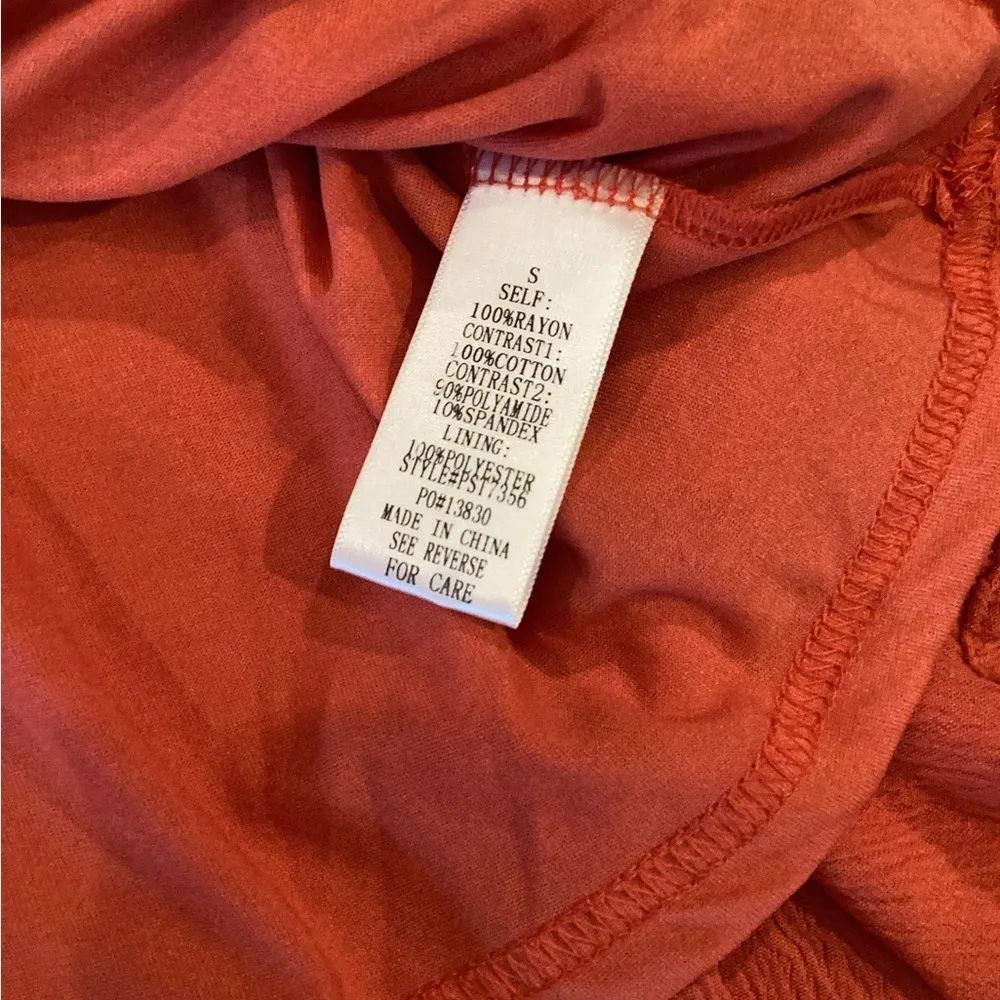 S
SELF:
100%RAYON
CONTRAST1:
100%COTTON
CONTRAST2:
90%POLYAMIDE
10%SPANDEX
LINING:
100%POLYESTER
STYLE#PST7356
PO#13830
MADE IN CHINA
SEE REVERSE
FOR CARE